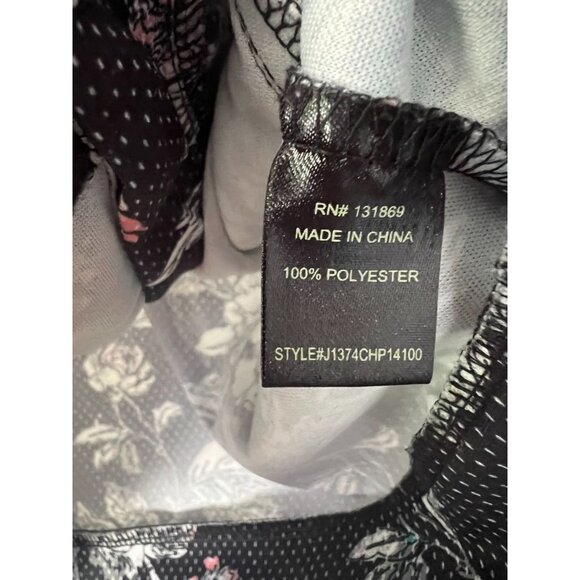 RN# 131869
MADE IN CHINA
100% POLYESTER
STYLE#J1374CHP14100